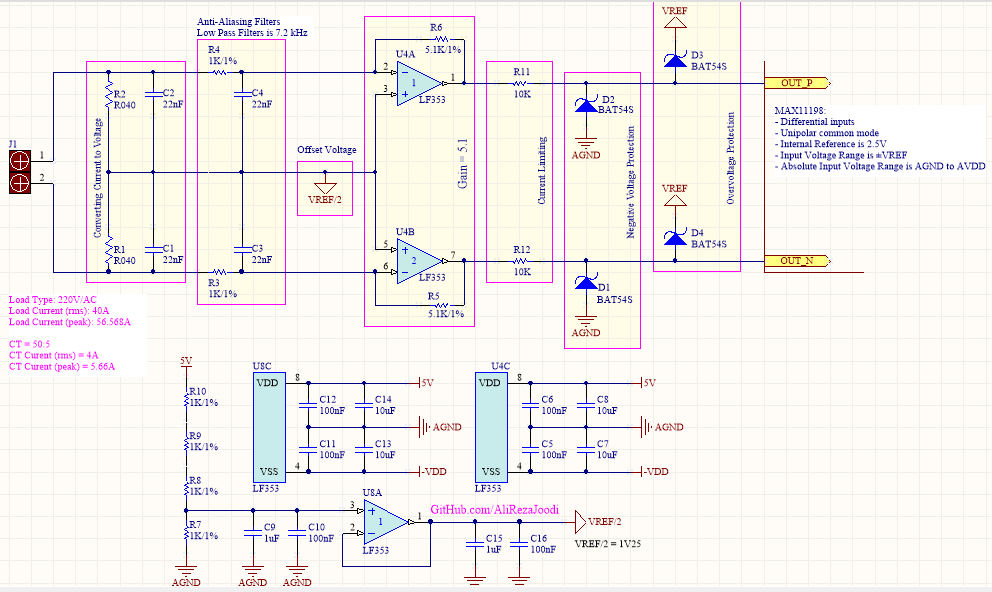 Anti-Aliasing Filters
Low Pass Filters is 7.2 kHz
R4
1K/1%
R2
R040
C2
22nF
C4
22nF
J1
1
2
Converting Current to Voltage
R1
R040
C1
22nF
C3
22nF
R3
1K/1%
Offset Voltage
VREF/2
R6
5.1K/1%
U4A
2
3
1
1
LF353
Gain = 5.1
U4B
5
6
2
7
LF353
R5
5.1K/1%
R11
10K
Current Limiting
R12
10K
D2
BAT54S
AGND
Negative Voltage Protection
D1
BAT54S
AGND
VREF
D3
BAT54S
Overvoltage Protection
VREF
D4
BAT54S
OUT_P
MAX11198:
- Differential inputs
- Unipolar common mode
- Internal Reference is 2.5V
- Input Voltage Range is ±VREF
- Absolute Input Voltage Range is AGND to AVDD
OUT_N
Load Type: 220V/AC
Load Current (rms): 40A
Load Current (peak): 56.568A
CT = 50:5
CT Curent (rms) = 4A
CT Curent (peak) = 5.66A
5V
R10
1K/1%
R9
1K/1%
R8
1K/1%
R7
1K/1%
AGND
U8C
VDD
8
VSS
4
LF353
C12
100nF
C14
10uF
C11
100nF
C13
10uF
5V
AGND
-VDD
U4C
VDD
8
VSS
4
LF353
C6
100nF
C8
10uF
C5
100nF
C7
10uF
5V
AGND
-VDD
C9
1uF
AGND
C10
100nF
AGND
U8A
3
2
1
1
LF353
GitHub.com/AliRezaJoodi
C15
1uF
C16
100nF
VREF/2
VREF/2 = 1V25